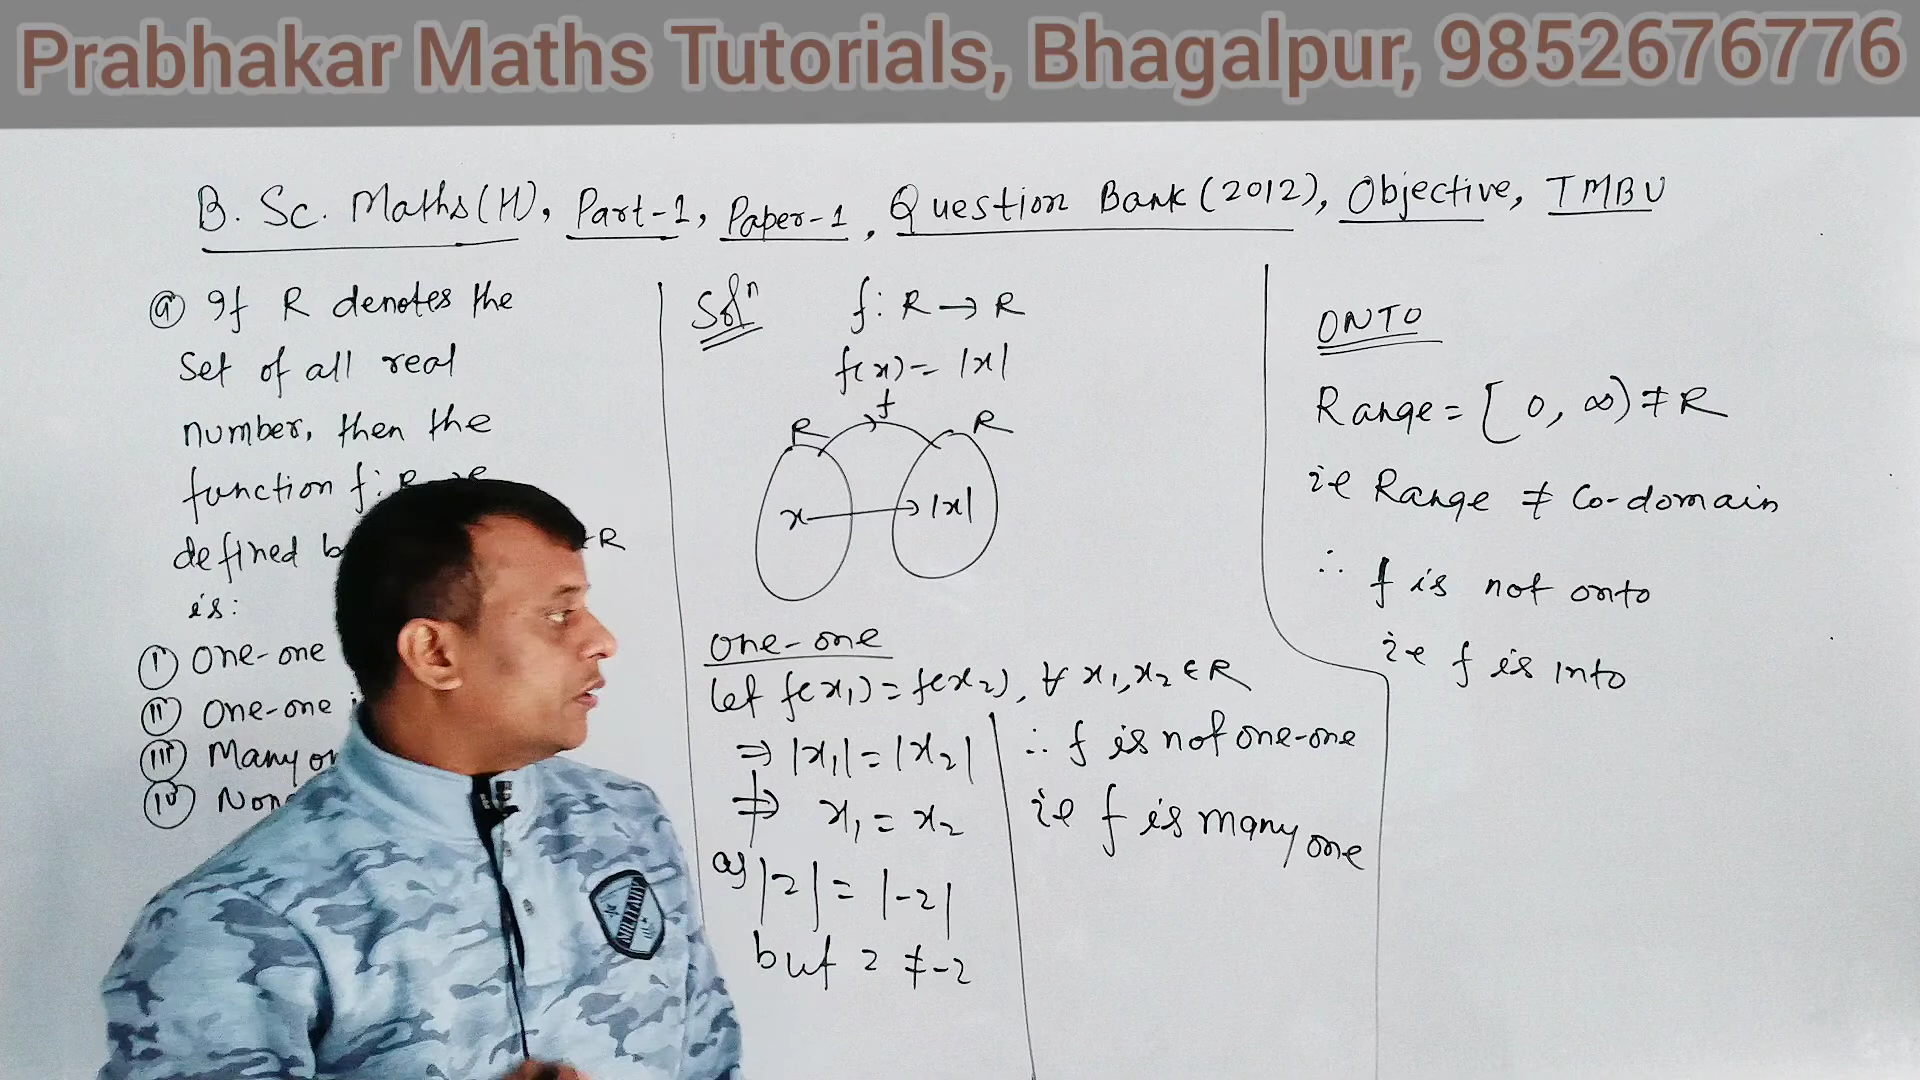 Prabhakar Maths Tutorials, Bhagalpur, 9852676776
B. Sc. Maths(H), Part-1, Paper-1, Question Bank (2012), Objective, TMBU
(a) If R denotes the
set of all real
number, then the
function f: R → R
defined
R
is:
(i) One-one
(ii) One-one
(iii) Many
(iv)
Solⁿ
f: R → R
f(x) = |x|
f
R R
x → |x|
One-one
let f(x₁) = f(x₂), ∀ x₁,x₂ ∈ R
⇒ |x₁| = |x₂|
⇏ x₁ = x₂
as |2| = |-2|
but 2 ≠ -2
∴ f is not one-one
ie f is many one
ONTO
Range = [0, ∞) ≠ R
ie Range ≠ Co-domain
∴ f is not onto
ie f is into
MILITARY